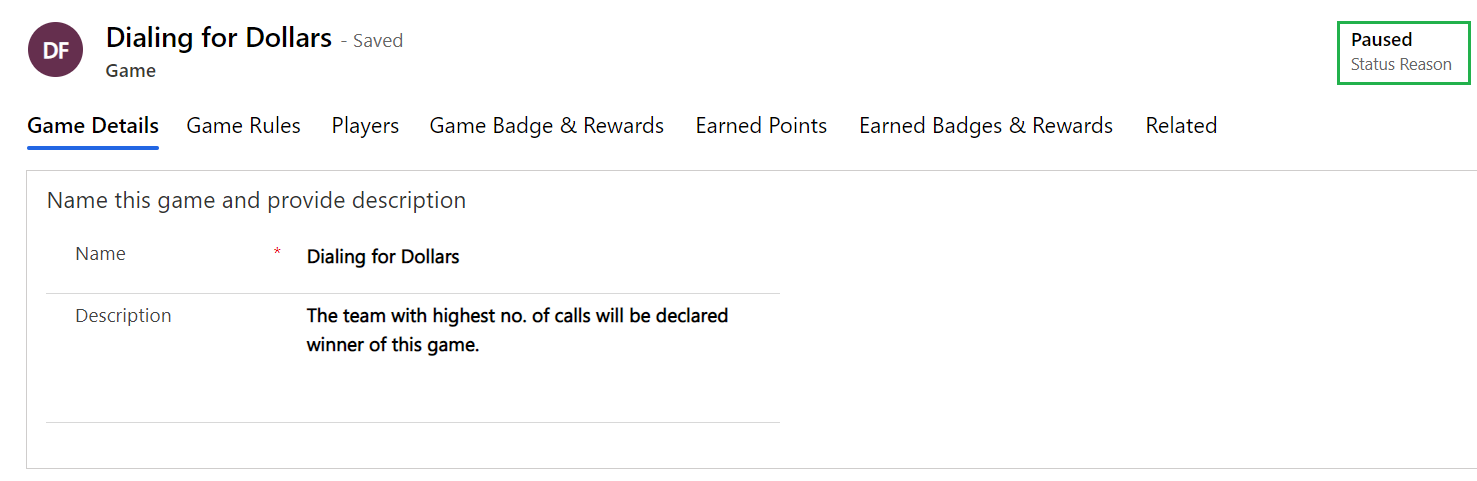 DF
Dialing for Dollars - Saved
Game
Paused
Status Reason
Game Details Game Rules Players Game Badge & Rewards Earned Points Earned Badges & Rewards Related
Name this game and provide description
Name * Dialing for Dollars
Description The team with highest no. of calls will be declared
winner of this game.